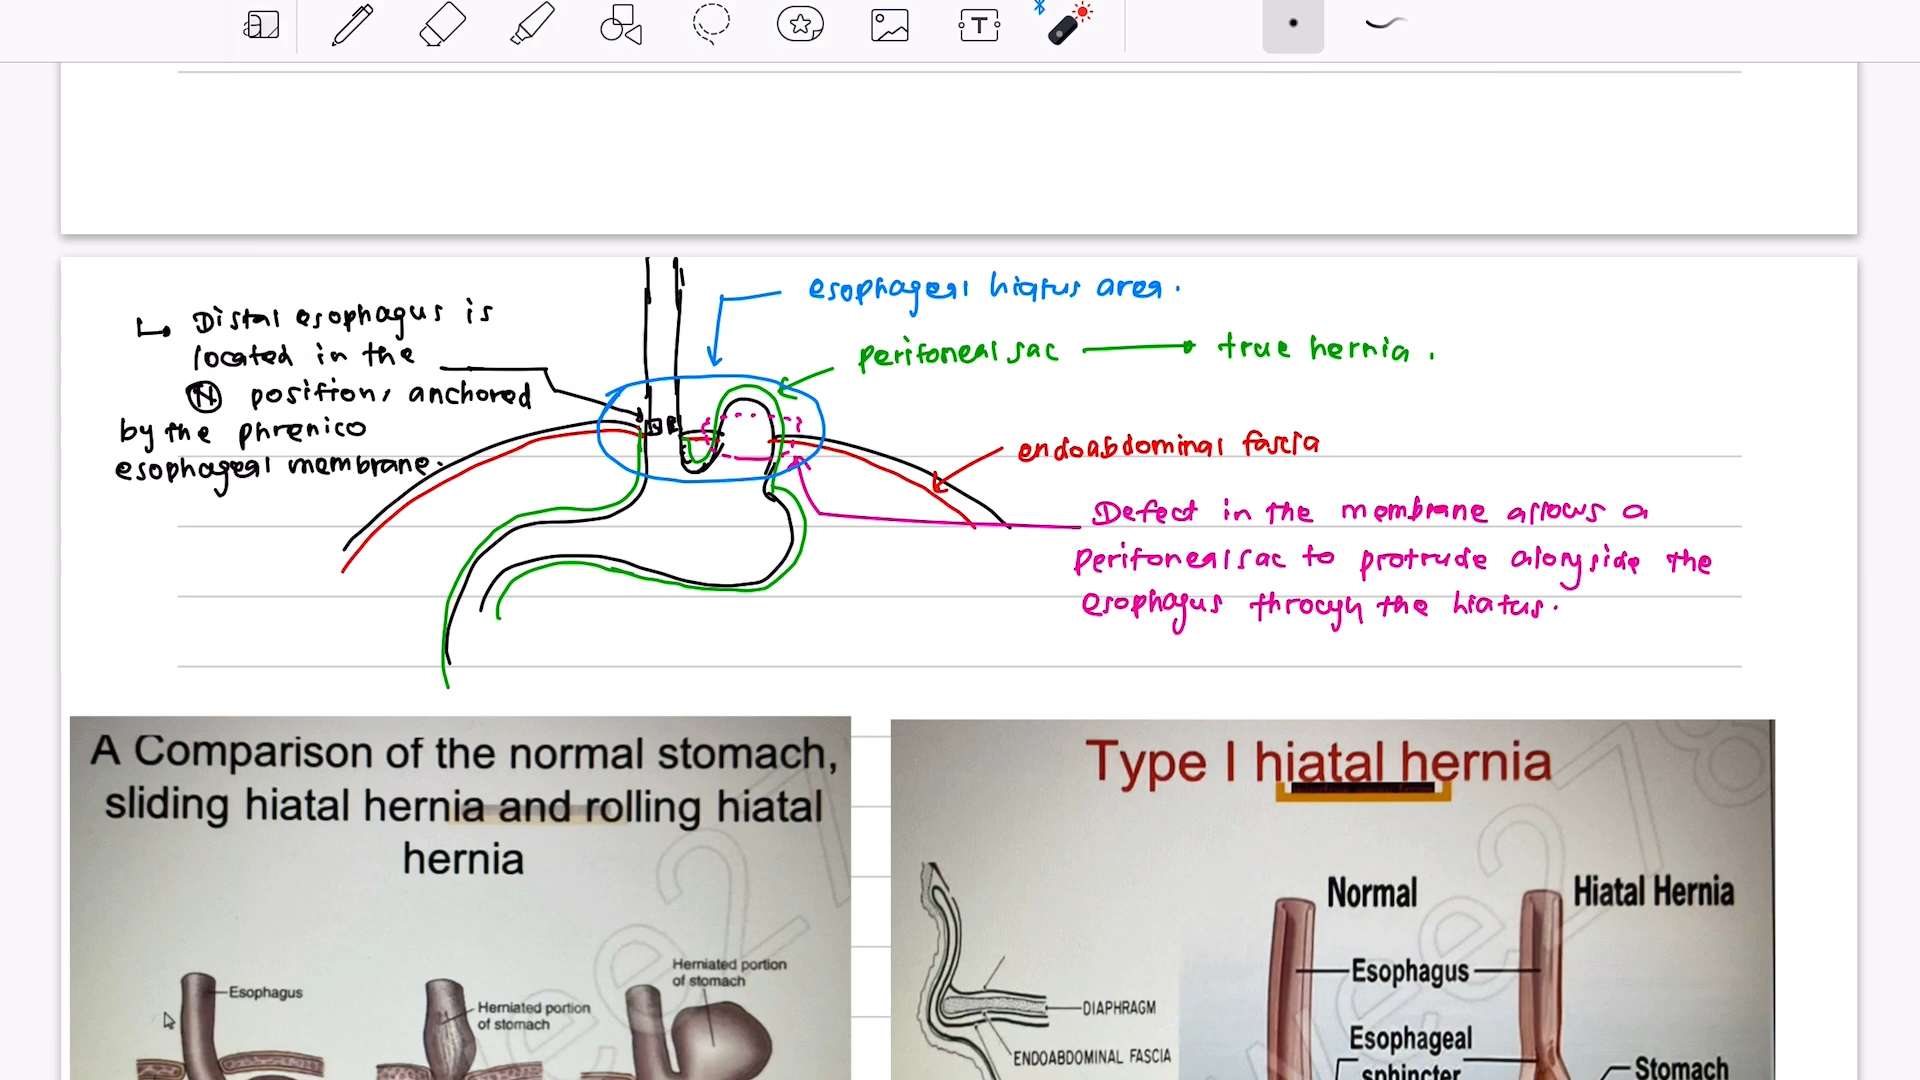 esophageal hiatus area.
Distal esophagus is
located in the
N position, anchored
by the phrenico
esophageal membrane.
peritoneal sac → true hernia.
endoabdominal fascia
Defect in the membrane allows a
peritoneal sac to protrude alongside the
esophagus through the hiatus.
A Comparison of the normal stomach,
sliding hiatal hernia and rolling hiatal
hernia
Esophagus
Herniated portion
of stomach
Herniated portion
of stomach
Type I hiatal hernia
Normal
Hiatal Hernia
Esophagus
DIAPHRAGM
ENDOABDOMINAL FASCIA
Esophageal
sphincter
Stomach